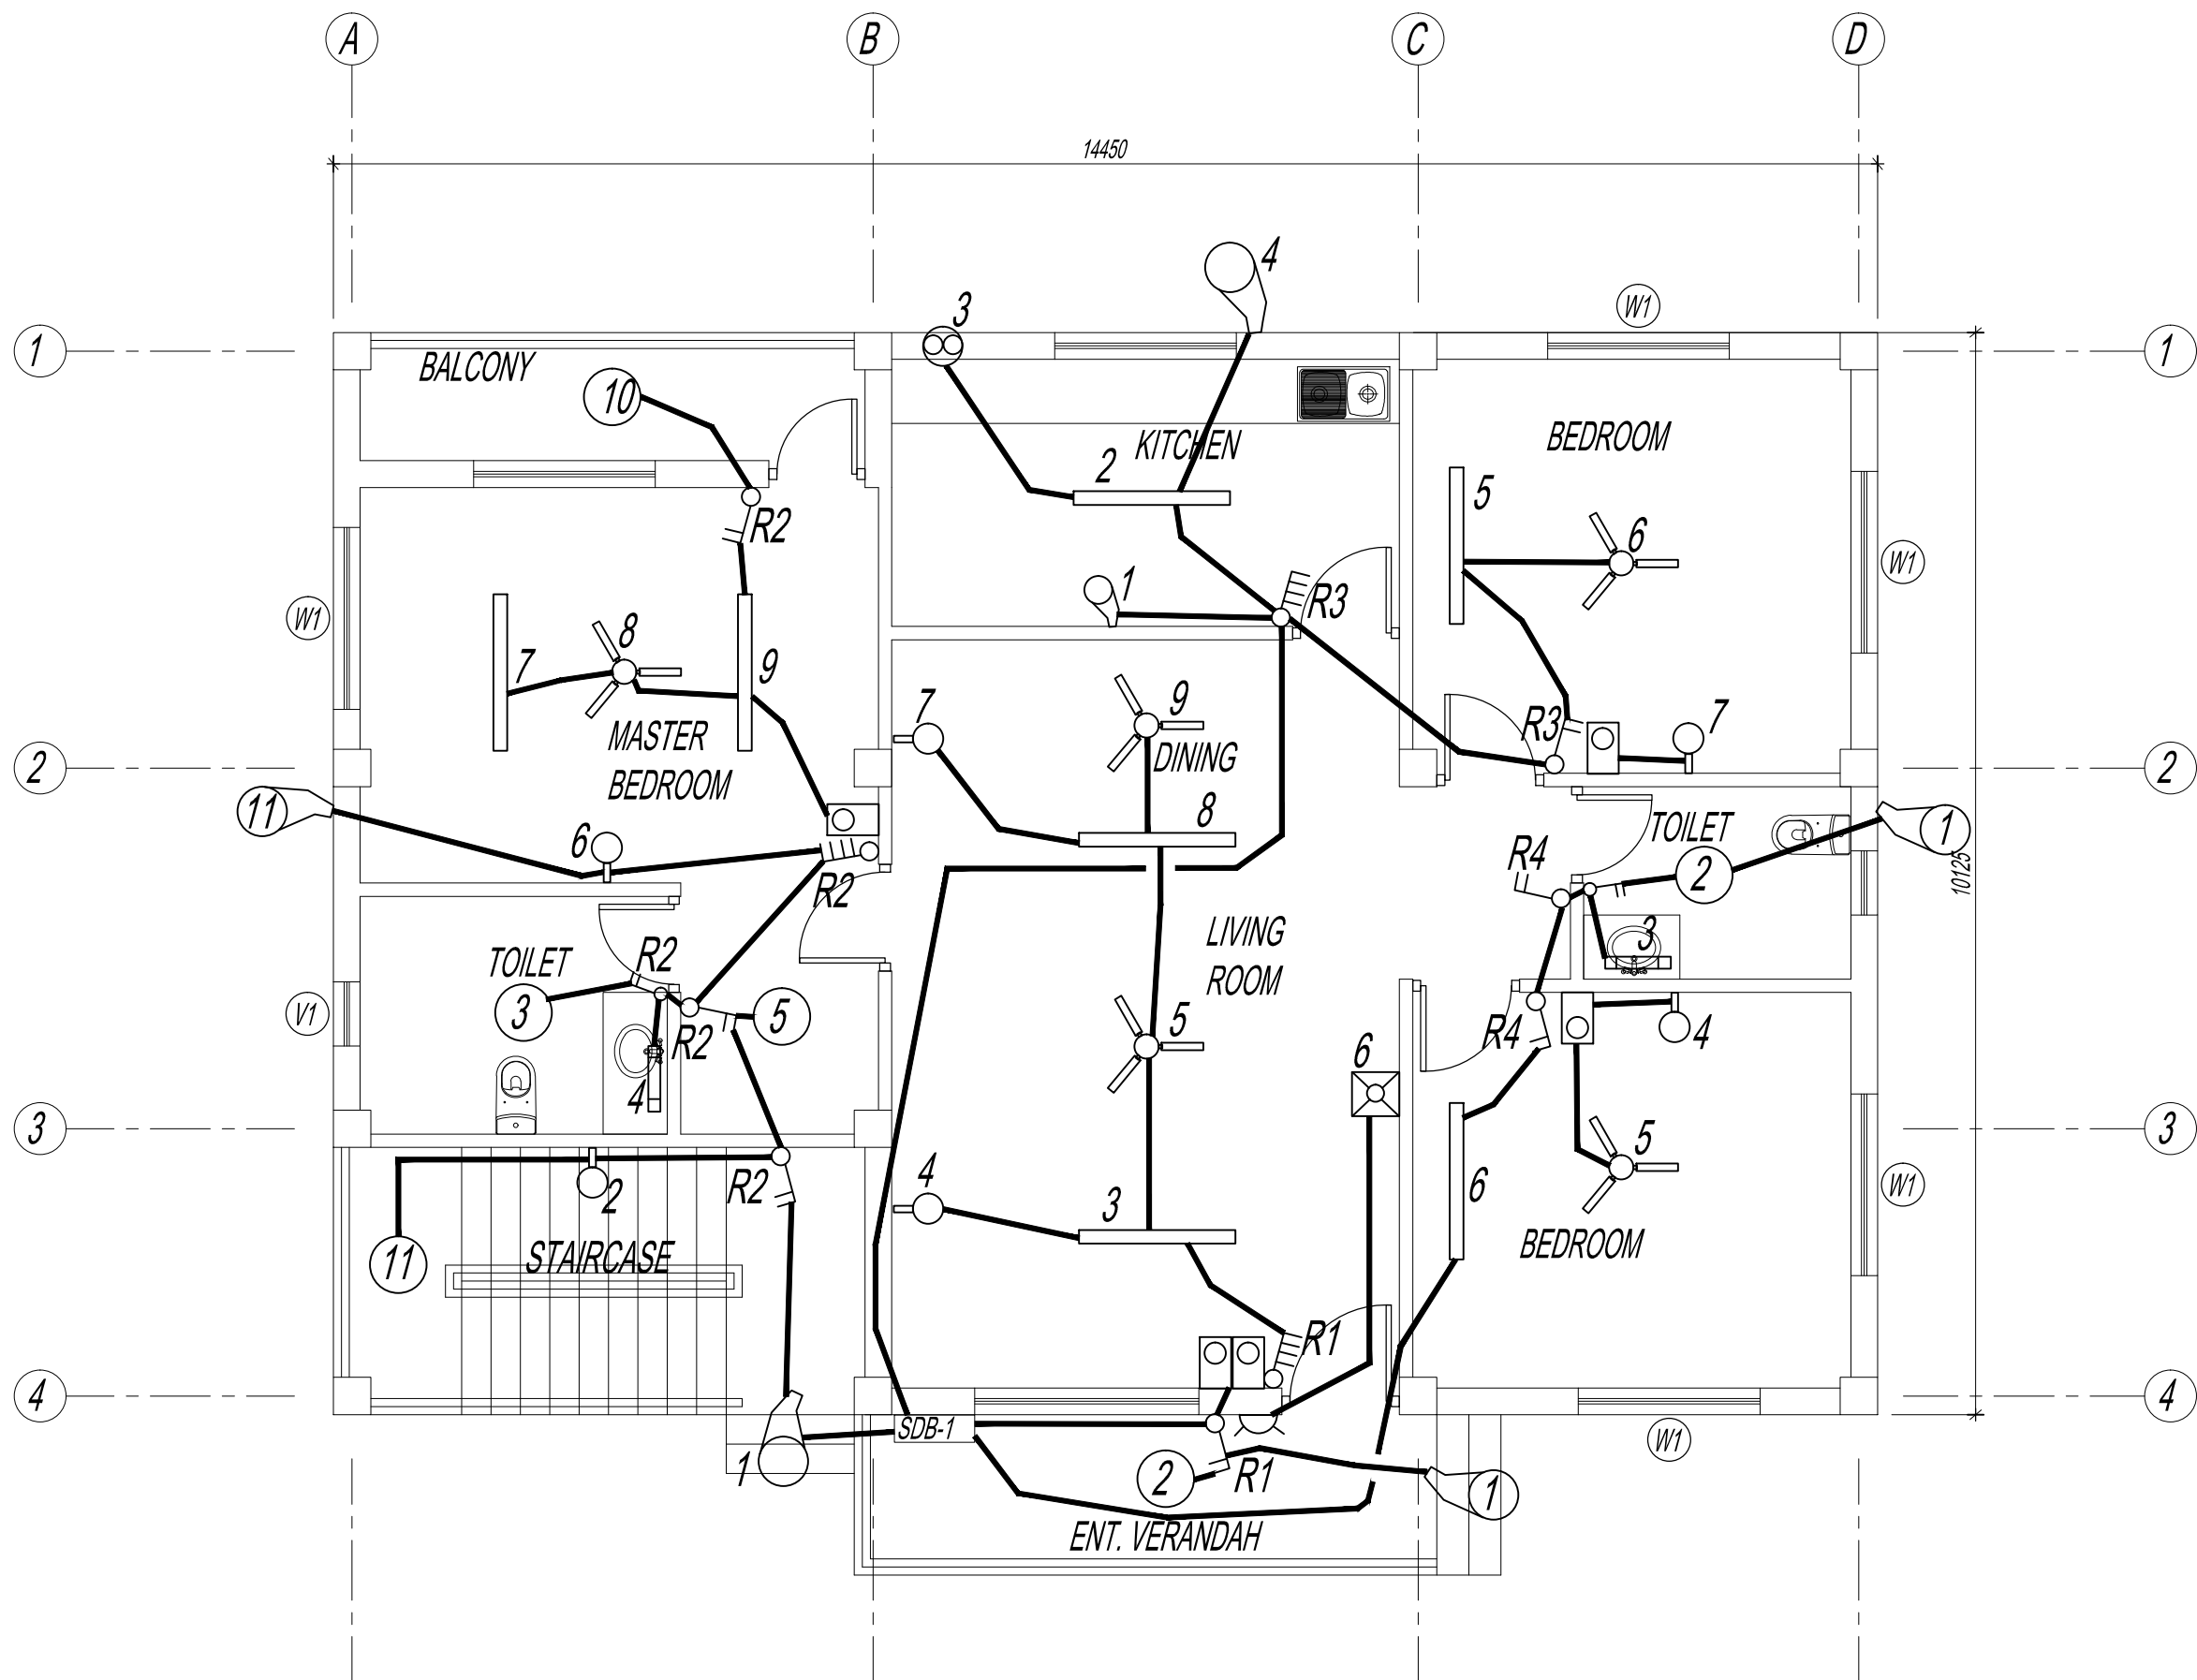 A B C D
14450
W1
1 1
3 4
BALCONY
10
KITCHEN
BEDROOM
2
5
R2
6
W1
W1
1
R3
8
7
9
MASTER
BEDROOM
7
9
DINING
R3
7
2 2
11
8
6
TOILET
1
R4
2
10125
R2
LIVING
ROOM
3
TOILET
R2
3
R2
5
V1
5
R4
4
6
4
3 3
5
R2
2
4
3
6
W1
11
STAIRCASE
BEDROOM
R1
4 4
SDB-1
W1
1
2
R1
1
ENT. VERANDAH